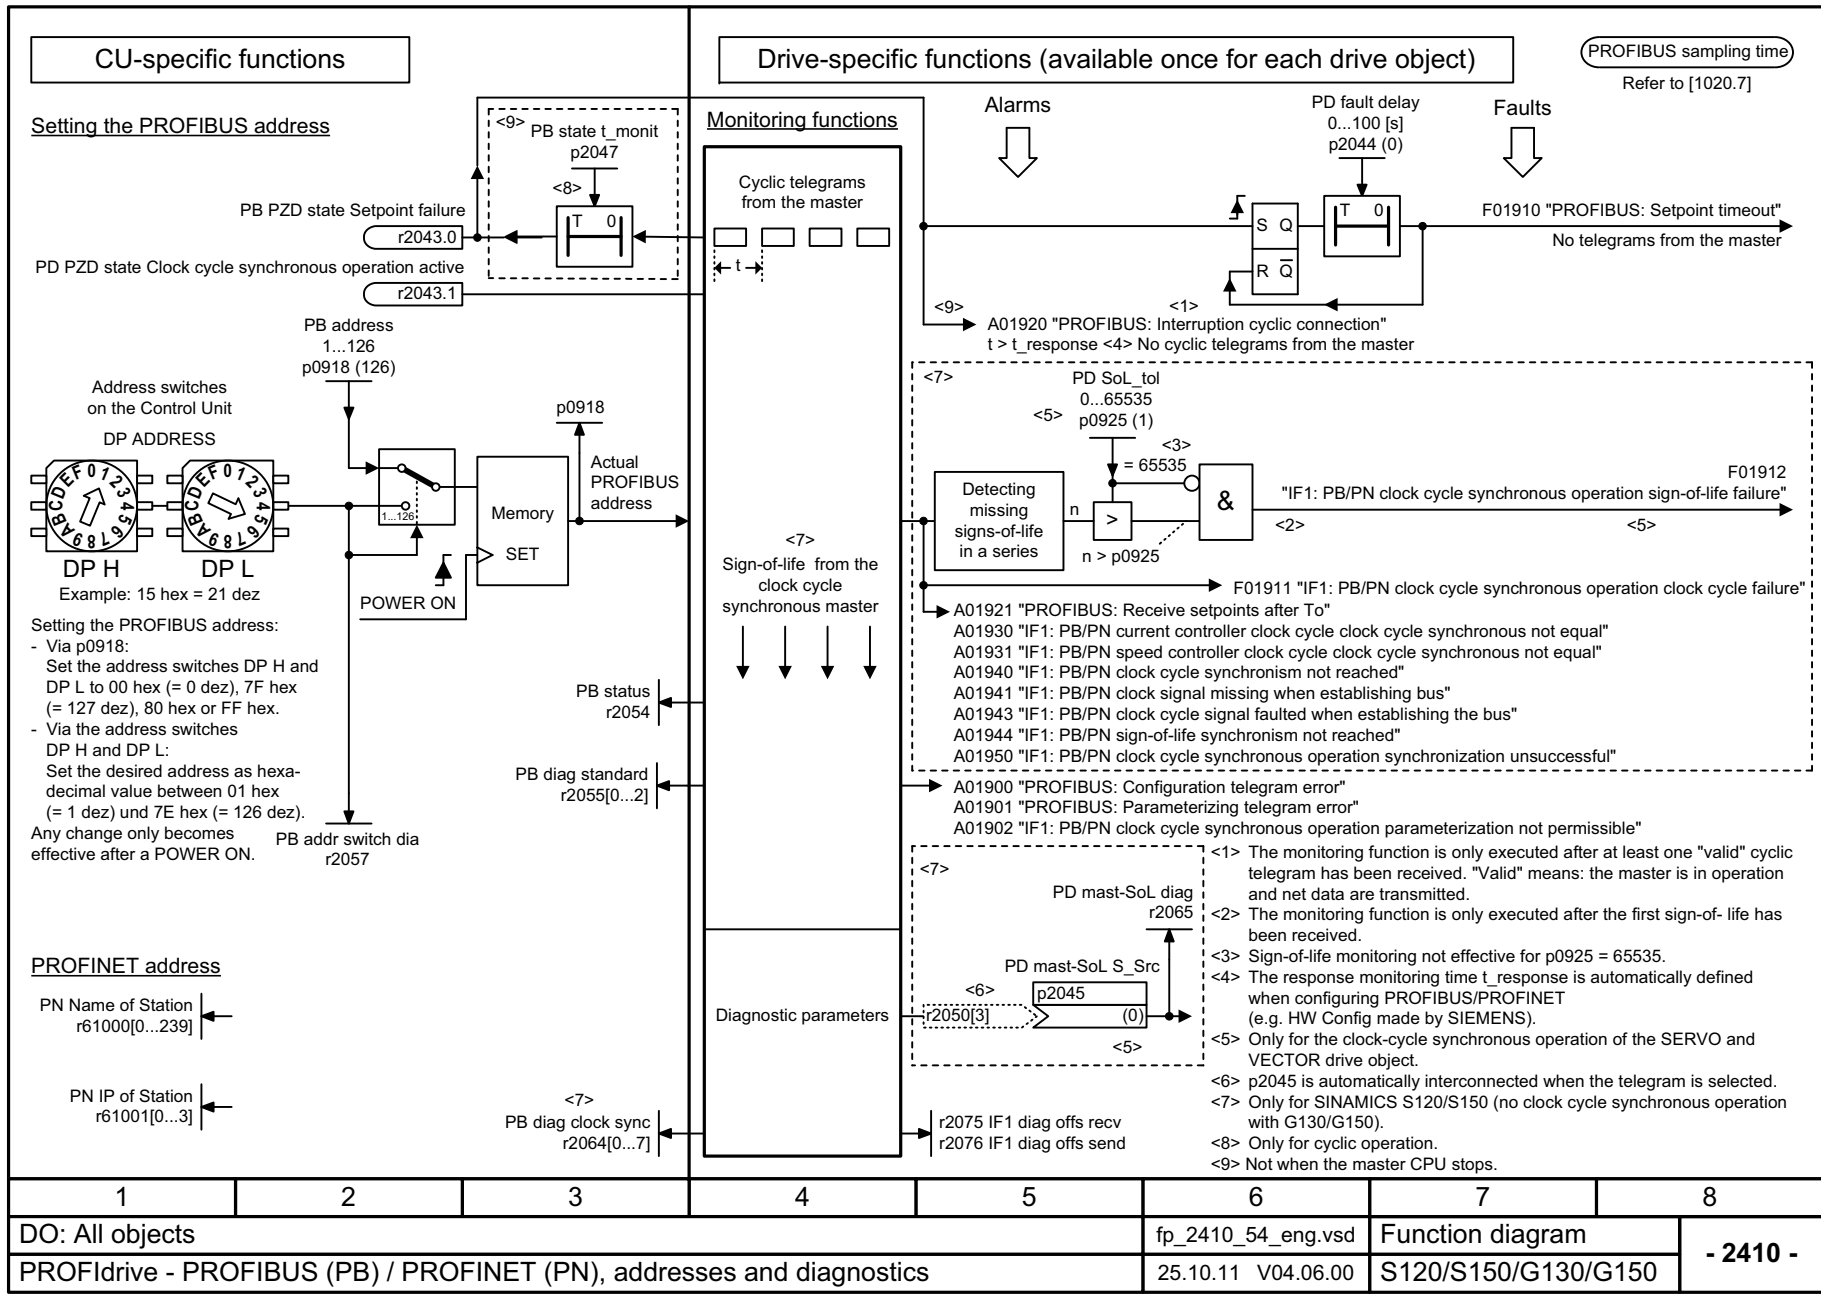 CU-specific functions
Drive-specific functions (available once for each drive object)
PROFIBUS sampling time
Refer to [1020.7]
Setting the PROFIBUS address
<9>
PB state t_monit
p2047
<8>
T 0
PB PZD state Setpoint failure
r2043.0
PD PZD state Clock cycle synchronous operation active
r2043.1
PB address
1...126
p0918 (126)
Address switches
on the Control Unit
DP ADDRESS
0 1 2 3 4 5 6 7 8 9 A B C D E F
0 1 2 3 4 5 6 7 8 9 A B C D E F
DP H
DP L
Example: 15 hex = 21 dez
1...126
p0918
Actual
PROFIBUS
address
Memory
SET
POWER ON
Setting the PROFIBUS address:
- Via p0918:
Set the address switches DP H and
DP L to 00 hex (= 0 dez), 7F hex
(= 127 dez), 80 hex or FF hex.
- Via the address switches
DP H and DP L:
Set the desired address as hexa-
decimal value between 01 hex
(= 1 dez) und 7E hex (= 126 dez).
Any change only becomes
effective after a POWER ON.
PB addr switch dia
r2057
PB status
r2054
PB diag standard
r2055[0...2]
PROFINET address
PN Name of Station
r61000[0...239]
PN IP of Station
r61001[0...3]
<7>
PB diag clock sync
r2064[0...7]
Monitoring functions
Cyclic telegrams
from the master
t
<7>
Sign-of-life from the
clock cycle
synchronous master
Diagnostic parameters
Alarms
PD fault delay
0...100 [s]
p2044 (0)
Faults
S Q
R Q̅
T 0
F01910 "PROFIBUS: Setpoint timeout"
No telegrams from the master
<9>
<1>
A01920 "PROFIBUS: Interruption cyclic connection"
t > t_response <4> No cyclic telegrams from the master
<7>
PD SoL_tol
0...65535
<5>
p0925 (1)
<3>
= 65535
Detecting
missing
signs-of-life
in a series
n
>
n > p0925
&
F01912
"IF1: PB/PN clock cycle synchronous operation sign-of-life failure"
<2>
<5>
F01911 "IF1: PB/PN clock cycle synchronous operation clock cycle failure"
A01921 "PROFIBUS: Receive setpoints after To"
A01930 "IF1: PB/PN current controller clock cycle clock cycle synchronous not equal"
A01931 "IF1: PB/PN speed controller clock cycle clock cycle synchronous not equal"
A01940 "IF1: PB/PN clock cycle synchronism not reached"
A01941 "IF1: PB/PN clock signal missing when establishing bus"
A01943 "IF1: PB/PN clock cycle signal faulted when establishing the bus"
A01944 "IF1: PB/PN sign-of-life synchronism not reached"
A01950 "IF1: PB/PN clock cycle synchronous operation synchronization unsuccessful"
A01900 "PROFIBUS: Configuration telegram error"
A01901 "PROFIBUS: Parameterizing telegram error"
A01902 "IF1: PB/PN clock cycle synchronous operation parameterization not permissible"
<7>
PD mast-SoL diag
r2065
PD mast-SoL S_Src
<6>
p2045
r2050[3]
(0)
<5>
r2075 IF1 diag offs recv
r2076 IF1 diag offs send
<1> The monitoring function is only executed after at least one "valid" cyclic
telegram has been received. "Valid" means: the master is in operation
and net data are transmitted.
<2> The monitoring function is only executed after the first sign-of- life has
been received.
<3> Sign-of-life monitoring not effective for p0925 = 65535.
<4> The response monitoring time t_response is automatically defined
when configuring PROFIBUS/PROFINET
(e.g. HW Config made by SIEMENS).
<5> Only for the clock-cycle synchronous operation of the SERVO and
VECTOR drive object.
<6> p2045 is automatically interconnected when the telegram is selected.
<7> Only for SINAMICS S120/S150 (no clock cycle synchronous operation
with G130/G150).
<8> Only for cyclic operation.
<9> Not when the master CPU stops.
1 2 3 4 5 6 7 8
DO: All objects
fp_2410_54_eng.vsd
Function diagram
- 2410 -
PROFIdrive - PROFIBUS (PB) / PROFINET (PN), addresses and diagnostics
25.10.11 V04.06.00
S120/S150/G130/G150